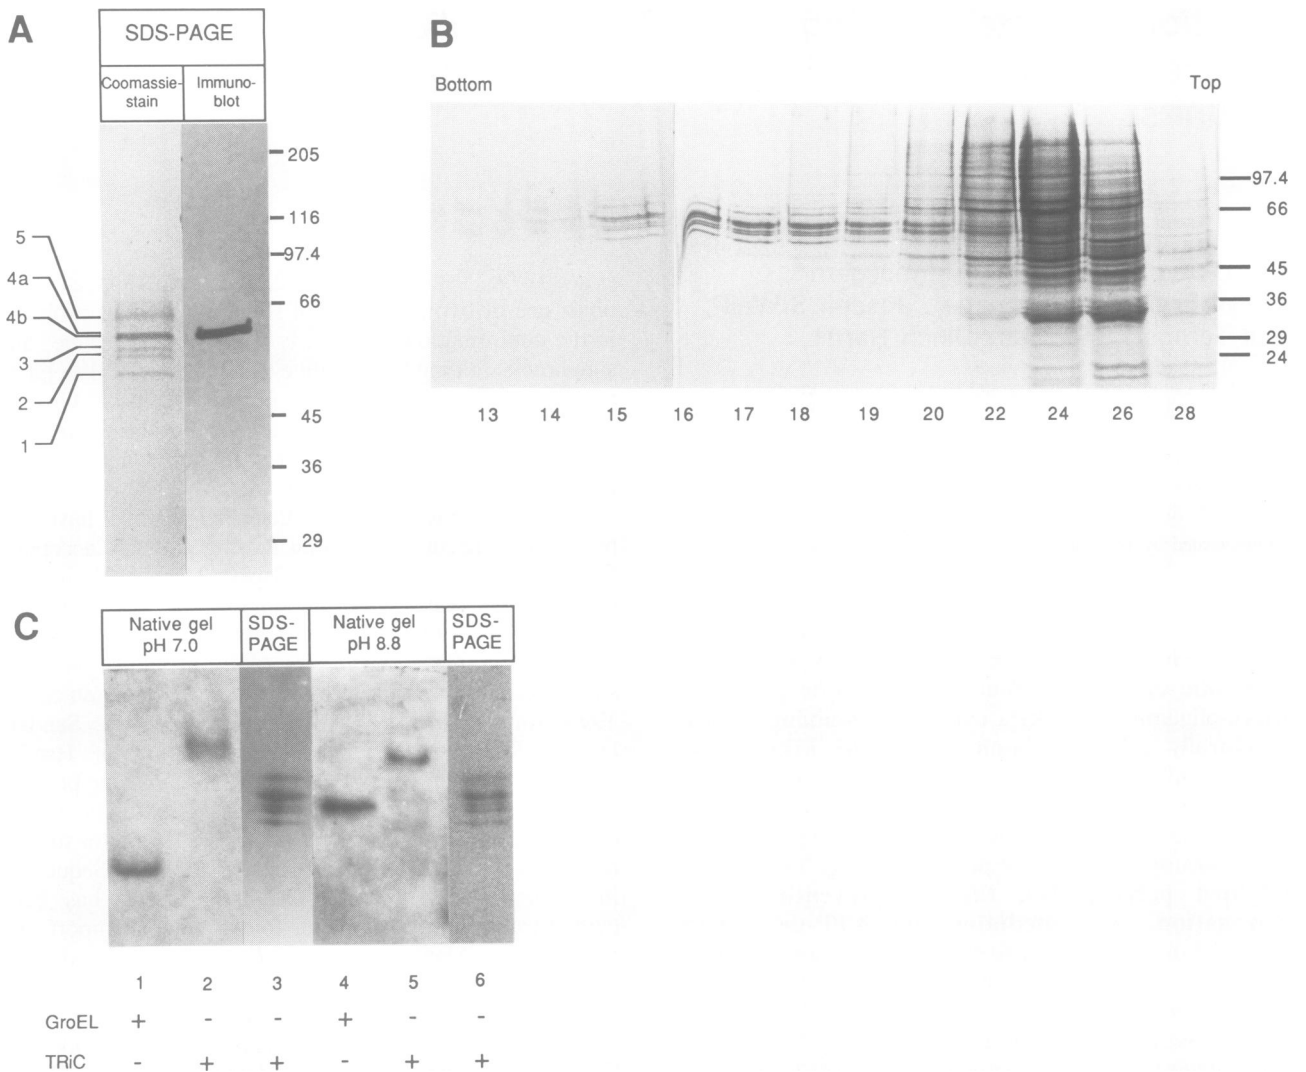 A
SDS-PAGE
Coomassie-
stain
Immuno-
blot
205
116
97.4
66
45
36
29
5
4a
4b
3
2
1
B
Bottom
Top
97.4
66
45
36
29
24
13 14 15 16 17 18 19 20 22 24 26 28
C
Native gel
pH 7.0
SDS-
PAGE
Native gel
pH 8.8
SDS-
PAGE
1 2 3 4 5 6
GroEL + - - + - -
TRiC - + + - + +